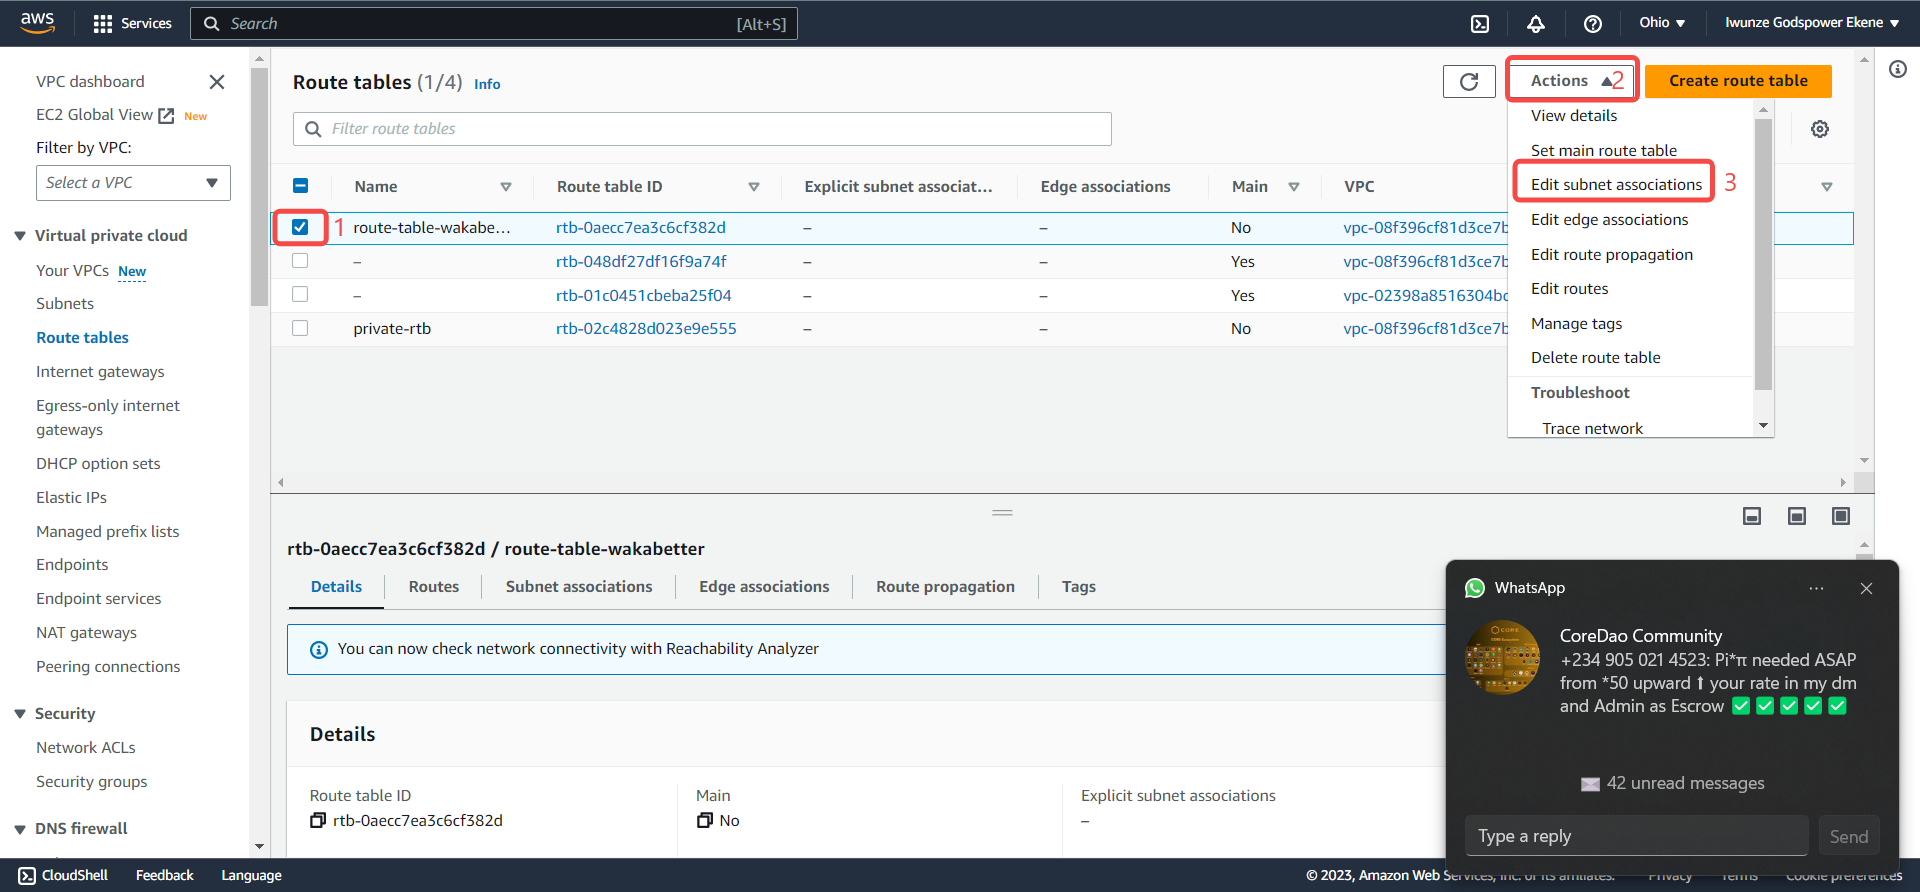 aws
Services
Search
[Alt+S]
Ohio
Iwunze Godspower Ekene
VPC dashboard
EC2 Global View
New
Filter by VPC:
Select a VPC
Virtual private cloud
Your VPCs New
Subnets
Route tables
Internet gateways
Egress-only internet
gateways
DHCP option sets
Elastic IPs
Managed prefix lists
Endpoints
Endpoint services
NAT gateways
Peering connections
Security
Network ACLs
Security groups
DNS firewall
Route tables (1/4) Info
Filter route tables
Actions 2
Create route table
View details
Set main route table
Edit subnet associations 3
Edit edge associations
Edit route propagation
Edit routes
Manage tags
Delete route table
Troubleshoot
Trace network
Name Route table ID Explicit subnet associat... Edge associations Main VPC
1 route-table-wakabe... rtb-0aecc7ea3c6cf382d – – No vpc-08f396cf81d3ce7b
– rtb-048df27df16f9a74f – – Yes vpc-08f396cf81d3ce7b
– rtb-01c0451cbeba25f04 – – Yes vpc-02398a8516304bc
private-rtb rtb-02c4828d023e9e555 – – No vpc-08f396cf81d3ce7b
rtb-0aecc7ea3c6cf382d / route-table-wakabetter
Details Routes Subnet associations Edge associations Route propagation Tags
You can now check network connectivity with Reachability Analyzer
Details
Route table ID
rtb-0aecc7ea3c6cf382d
Main
No
Explicit subnet associations
–
WhatsApp
CoreDao Community
+234 905 021 4523: Pi*π needed ASAP
from *50 upward ⬆ your rate in my dm
and Admin as Escrow ✅✅✅✅✅
42 unread messages
Type a reply
Send
CloudShell Feedback Language
© 2023, Amazon Web Services, Inc. or its affiliates. Privacy Terms Cookie preferences